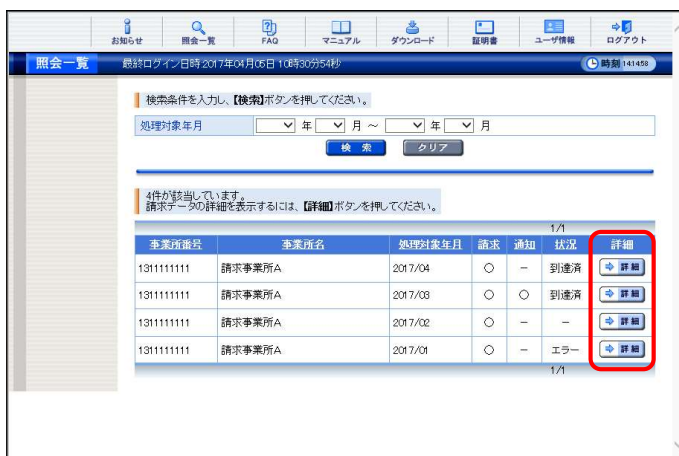 お知らせ 照会一覧 FAQ マニュアル ダウンロード 証明書 ユーザ情報 ログアウト
照会一覧 最終ログイン日時:2017年04月05日 10時30分54秒 時刻 14:14:58
検索条件を入力し、【検索】ボタンを押してください。
処理対象年月 年 月 ～ 年 月
検 索 クリア
4件が該当しています。
請求データの詳細を表示するには、【詳細】ボタンを押してください。
1/1
事業所番号 事業所名 処理対象年月 請求 通知 状況 詳細
1311111111 請求事業所A 2017/04 ○ － 到達済 詳細
1311111111 請求事業所A 2017/03 ○ ○ 到達済 詳細
1311111111 請求事業所A 2017/02 ○ － － 詳細
1311111111 請求事業所A 2017/01 ○ － エラー 詳細
1/1